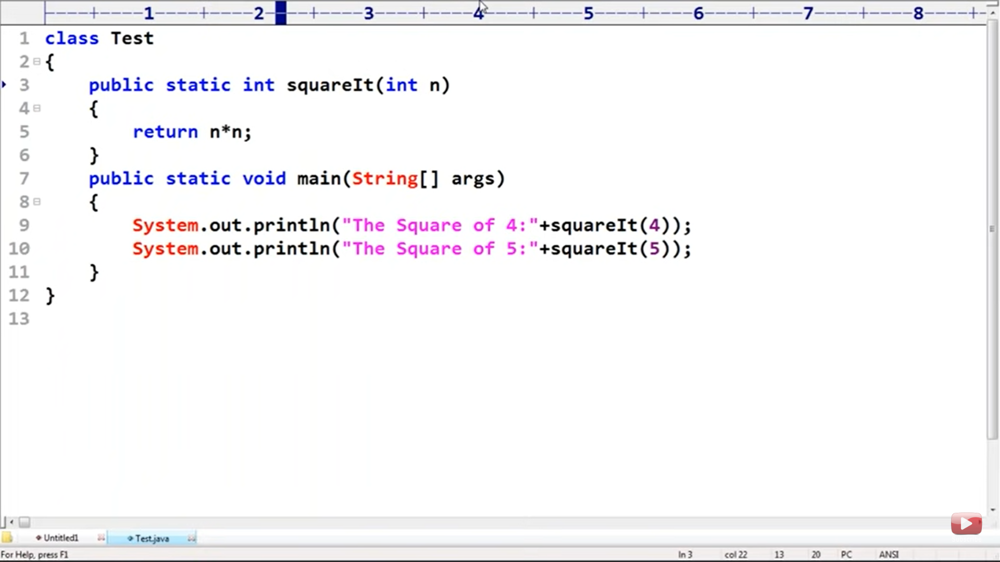 1 2 3 4 5 6 7 8
1 class Test
2 {
3 public static int squareIt(int n)
4 {
5 return n*n;
6 }
7 public static void main(String[] args)
8 {
9 System.out.println("The Square of 4:"+squareIt(4));
10 System.out.println("The Square of 5:"+squareIt(5));
11 }
12 }
13
Untitled1 Test.java
For Help, press F1 ln 3 col 22 13 20 PC ANSI